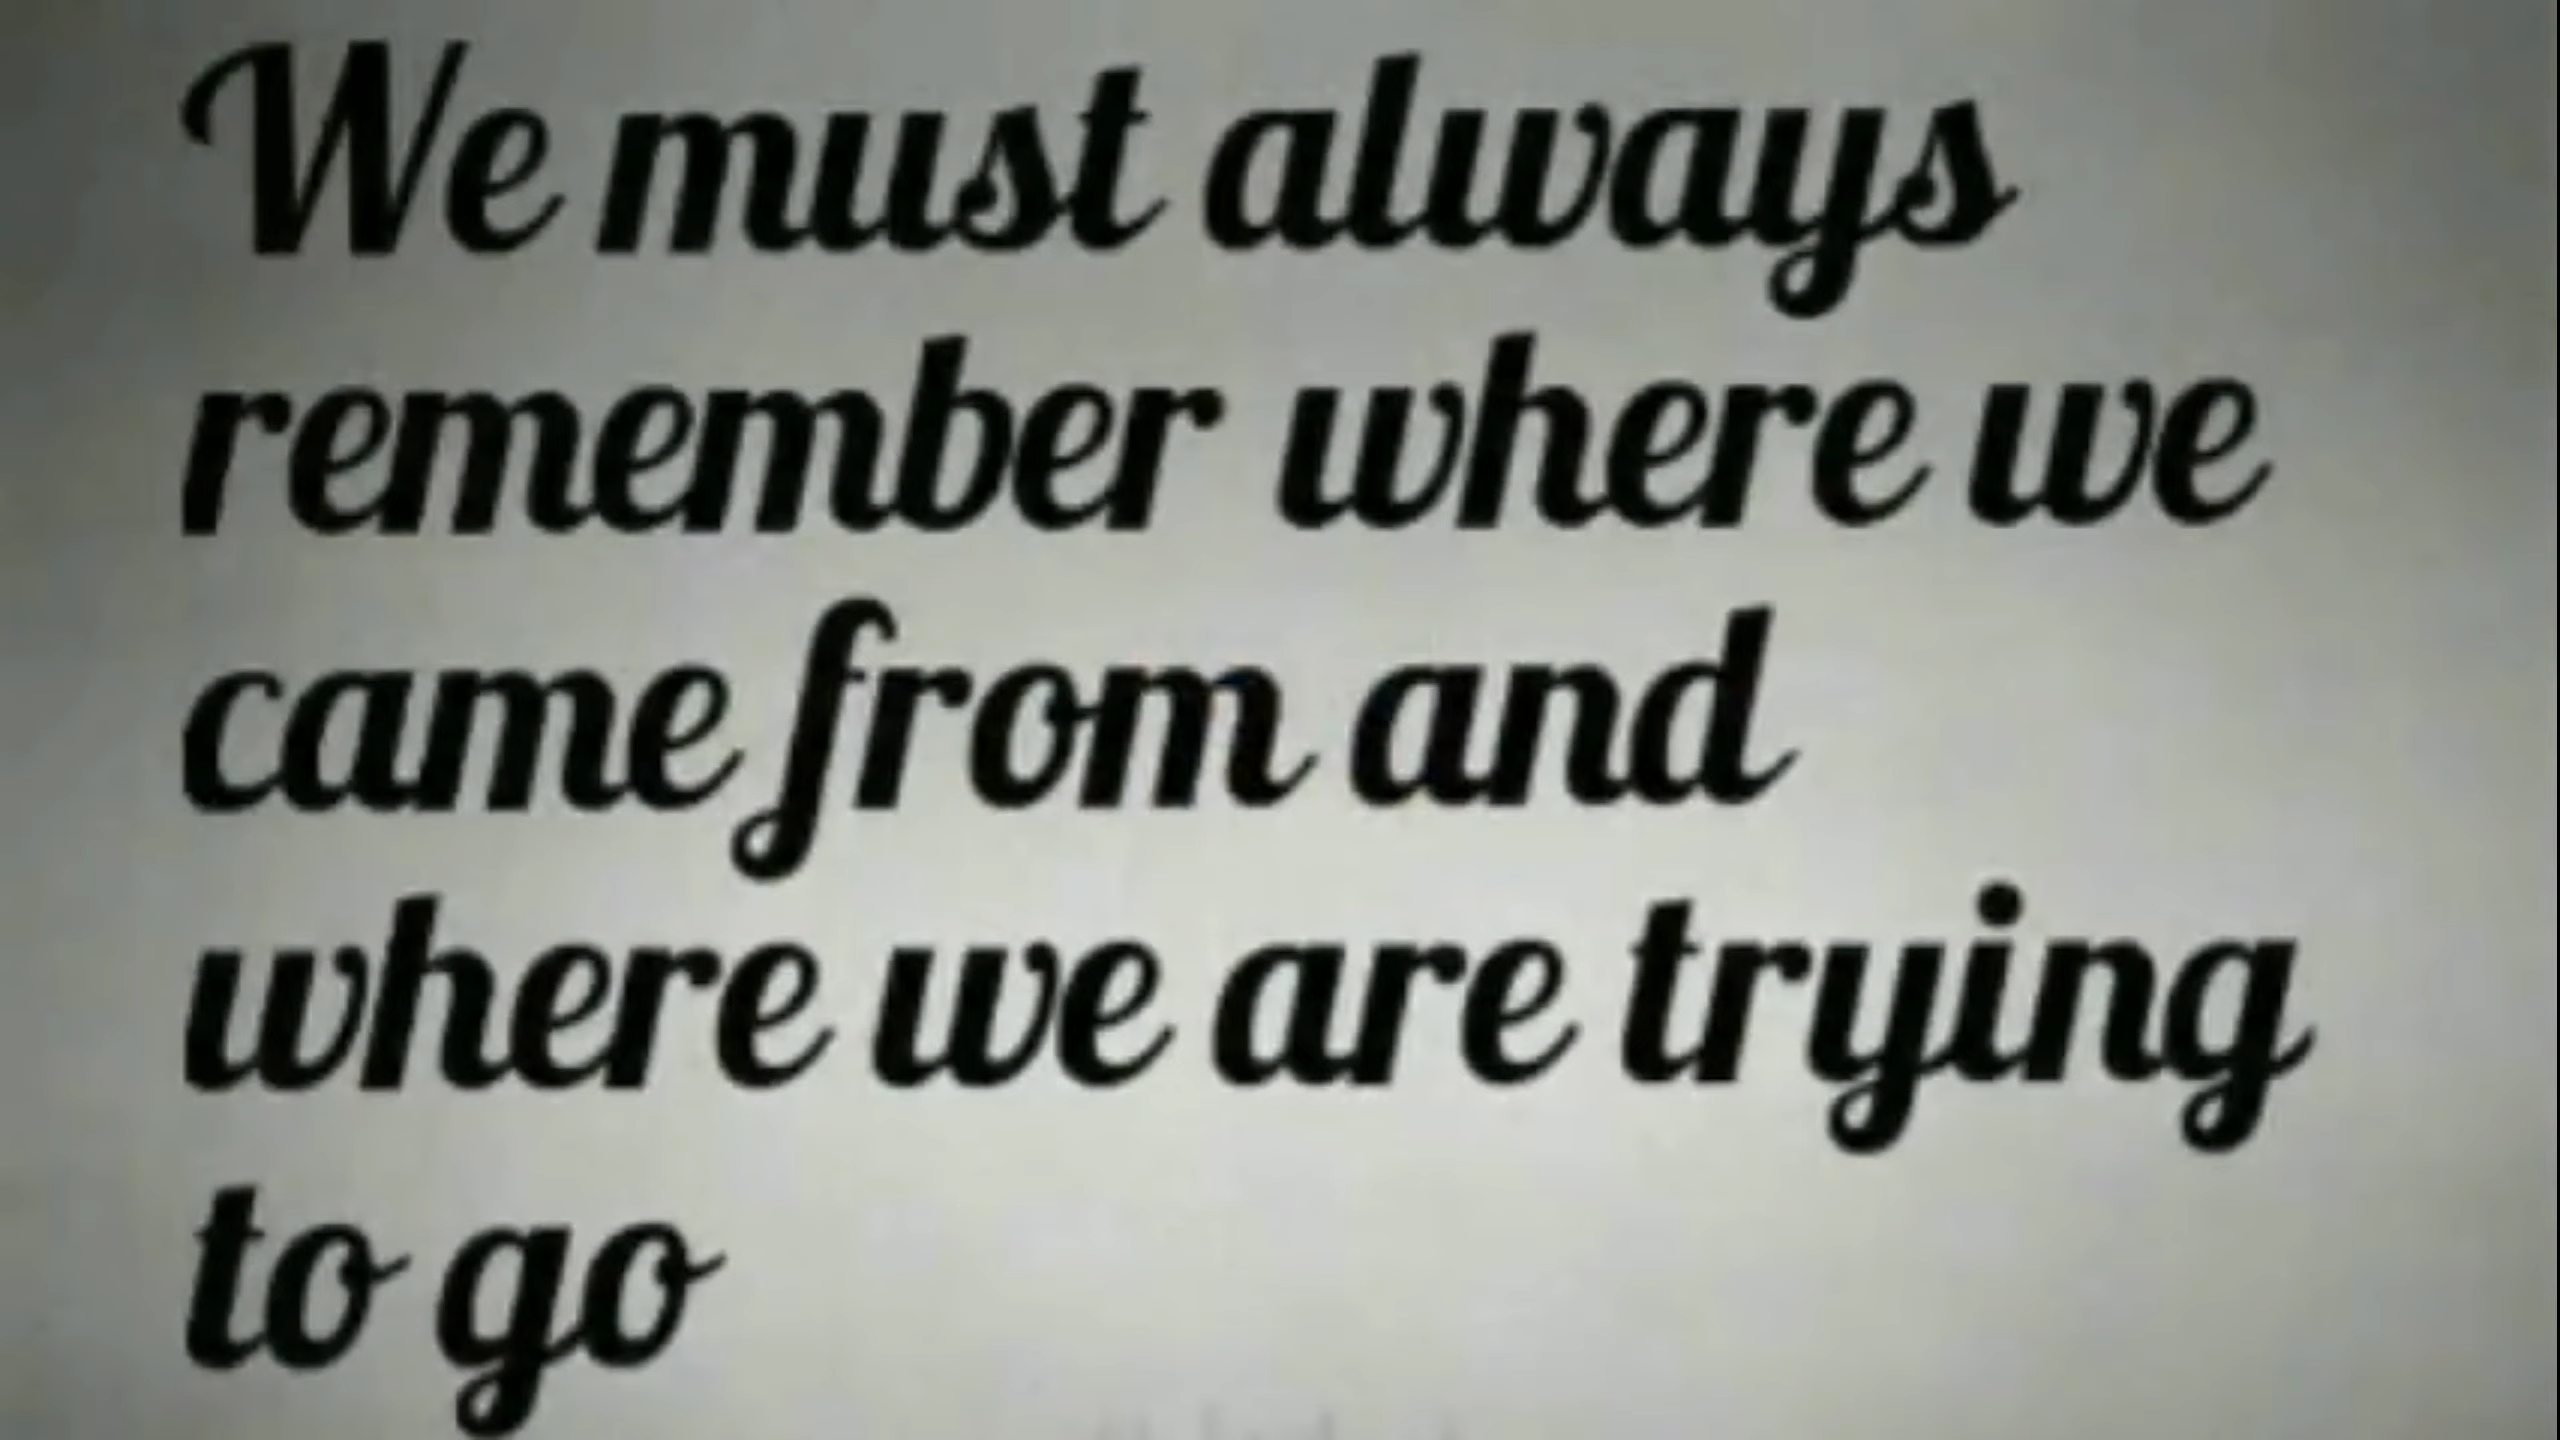 We must always
remember where we
came from and
where we are trying
to go